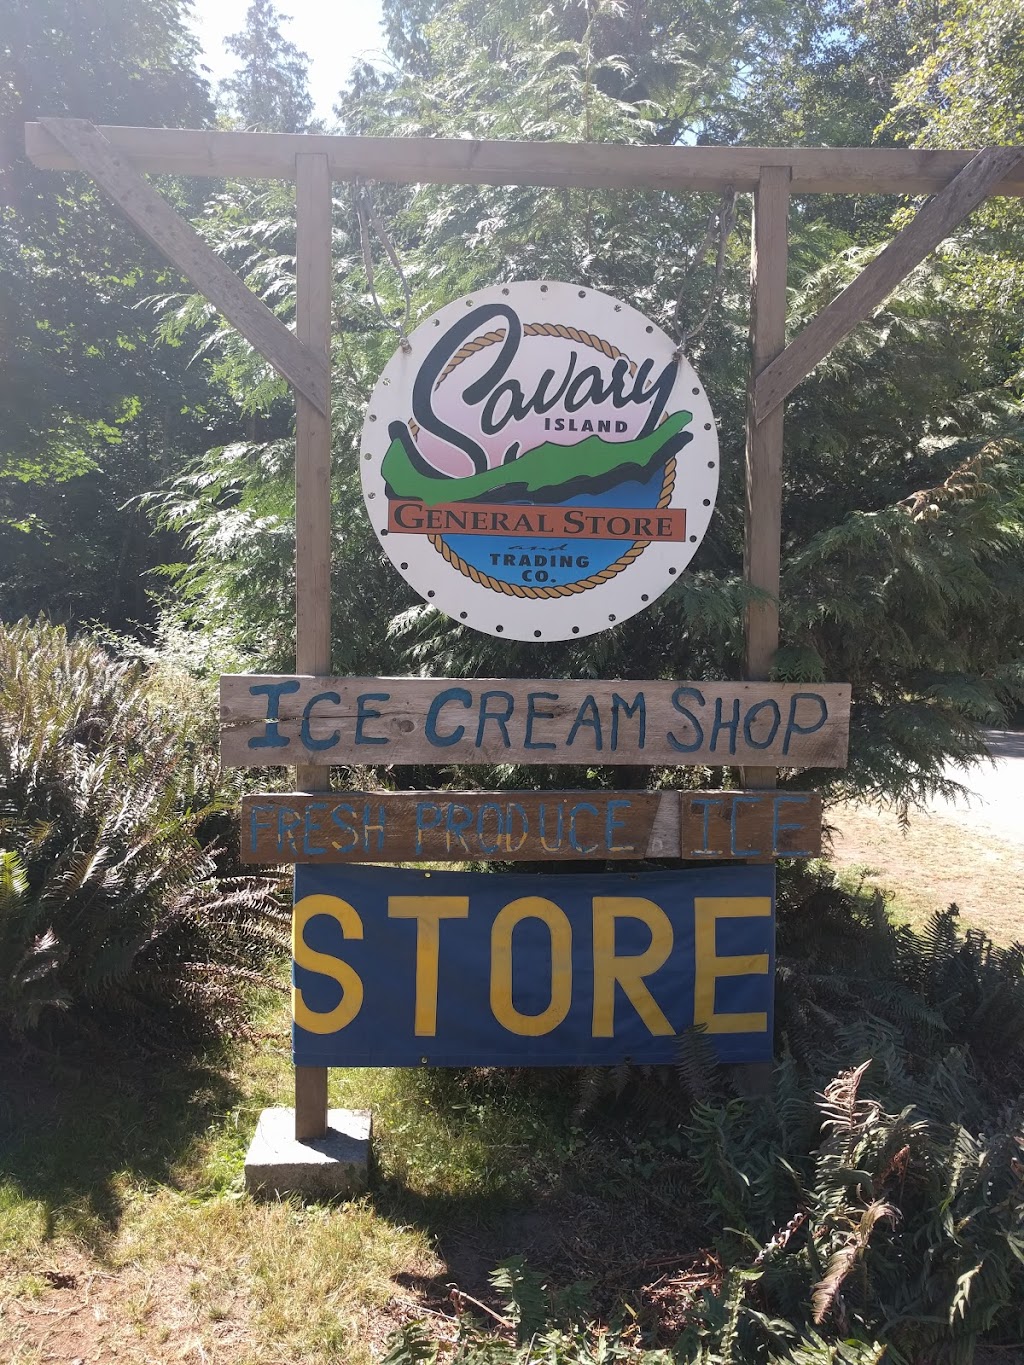 Savary
ISLAND
GENERAL STORE
and
TRADING
CO.
ICE CREAM SHOP
FRESH PRODUCE ICE
STORE